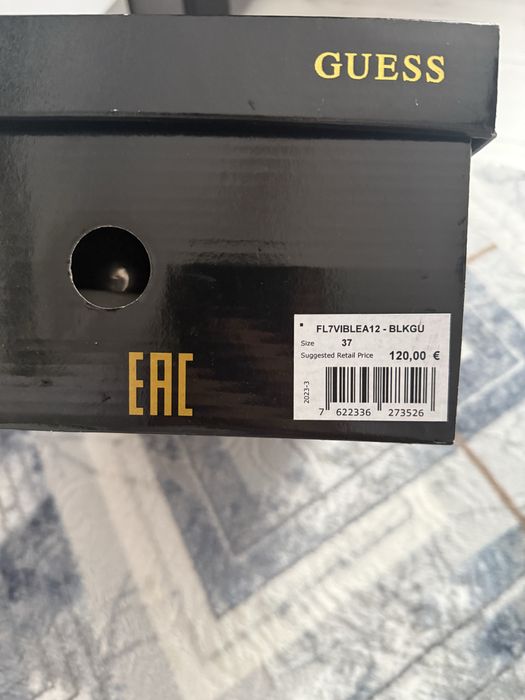 GUESS
EAC
FL7VIBLEA12 - BLKGU
Size 37
Suggested Retail Price 120,00 €
2023-3
7 622336 273526